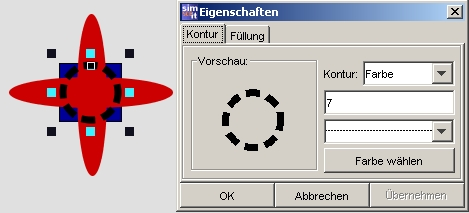 sim
it
Eigenschaften
Kontur Füllung
Vorschau:
Kontur: Farbe
7
Farbe wählen
OK Abbrechen Übernehmen